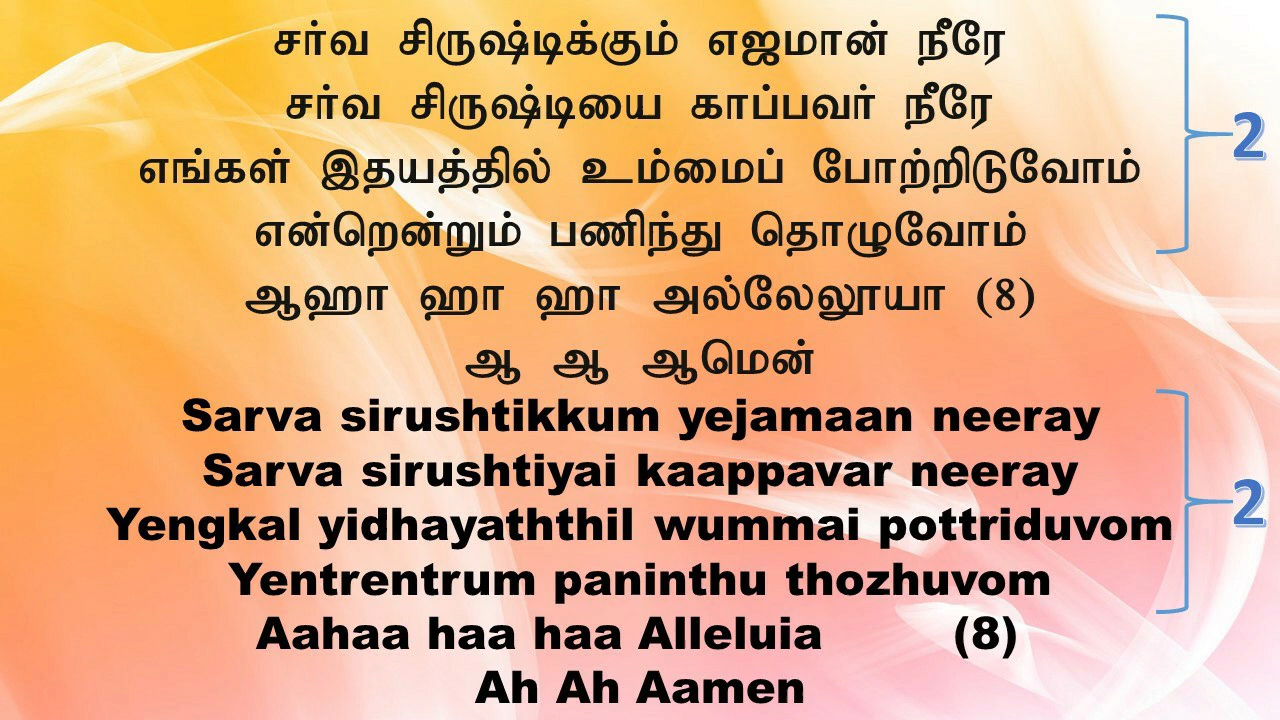 சர்வ சிருஷ்டிக்கும் எஜமான் நீரே
சர்வ சிருஷ்டியை காப்பவர் நீரே
2
எங்கள் இதயத்தில் உம்மைப் போற்றிடுவோம்
என்றென்றும் பணிந்து தொழுவோம்
ஆஹா ஹா ஹா அல்லேலூயா (8)
ஆ ஆ ஆமென்
Sarva sirushtikkum yejamaan neeray
Sarva sirushtiyai kaappavar neeray
2
Yengkal yidhayaththil wummai pottriduvom
Yentrentrum paninthu thozhuvom
Aahaa haa haa Alleluia (8)
Ah Ah Aamen